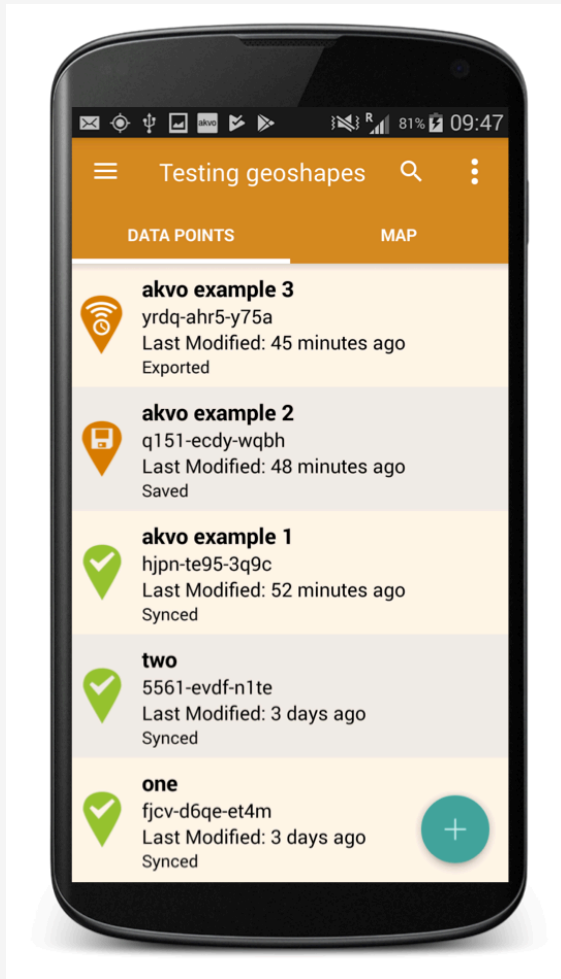 akvo
R
81%
09:47
Testing geoshapes
DATA POINTS
MAP
akvo example 3
yrdq-ahr5-y75a
Last Modified: 45 minutes ago
Exported
akvo example 2
q151-ecdy-wqbh
Last Modified: 48 minutes ago
Saved
akvo example 1
hjpn-te95-3q9c
Last Modified: 52 minutes ago
Synced
two
5561-evdf-n1te
Last Modified: 3 days ago
Synced
one
fjcv-d6qe-et4m
Last Modified: 3 days ago
Synced